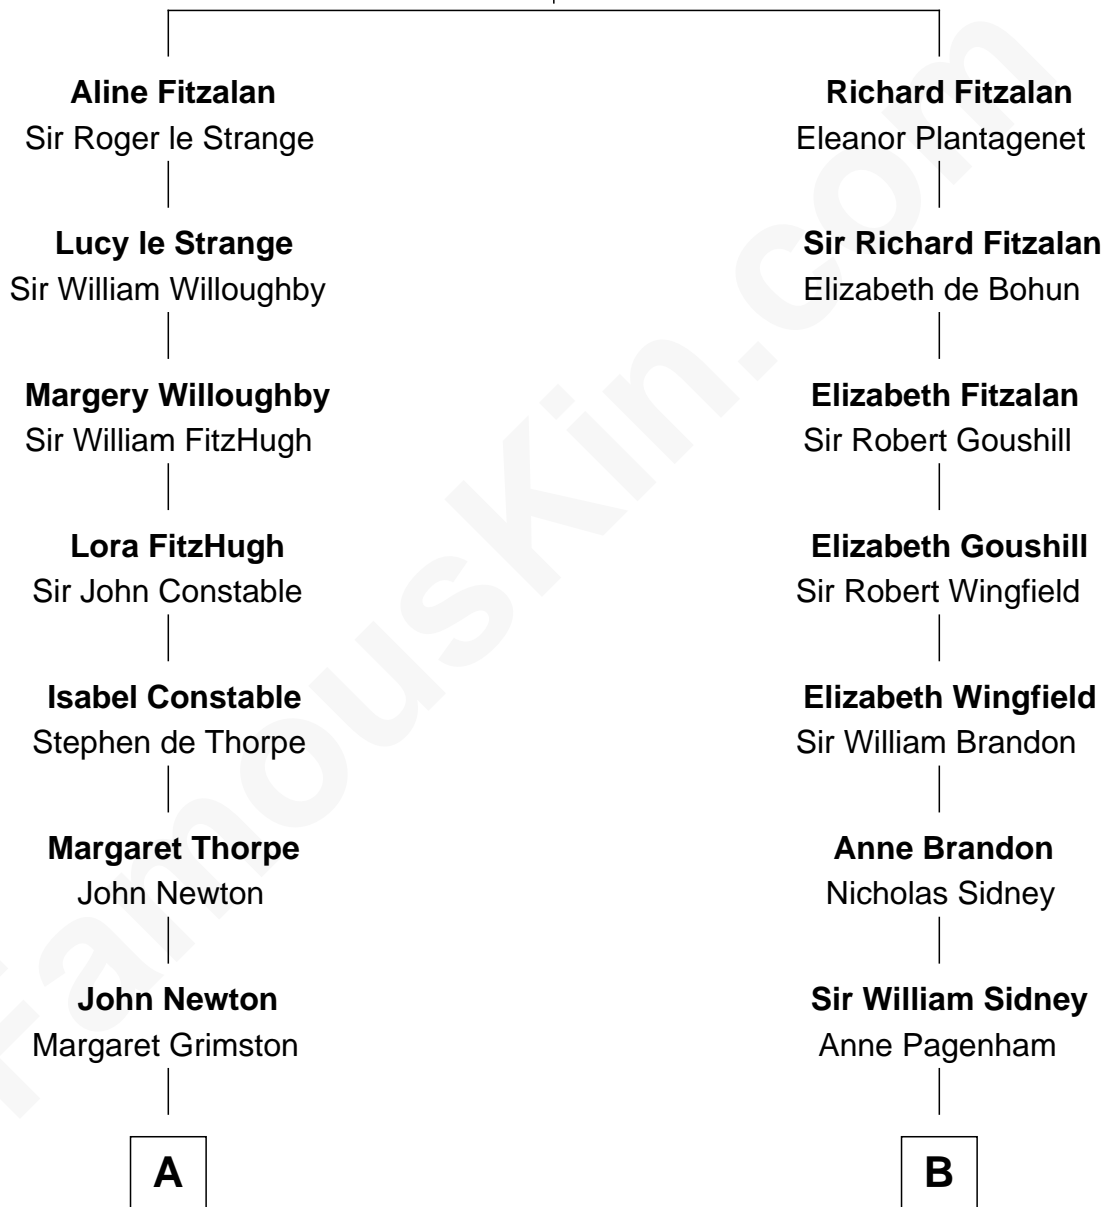 Aline Fitzalan
Sir Roger le Strange
Richard Fitzalan
Eleanor Plantagenet
Lucy le Strange
Sir William Willoughby
Sir Richard Fitzalan
Elizabeth de Bohun
Margery Willoughby
Sir William FitzHugh
Elizabeth Fitzalan
Sir Robert Goushill
Lora FitzHugh
Sir John Constable
Elizabeth Goushill
Sir Robert Wingfield
Isabel Constable
Stephen de Thorpe
Elizabeth Wingfield
Sir William Brandon
Margaret Thorpe
John Newton
Anne Brandon
Nicholas Sidney
John Newton
Margaret Grimston
Sir William Sidney
Anne Pagenham
A
B
FamousKin.com